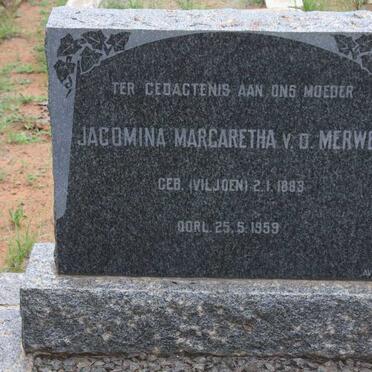 TER GEDAGTENIS AAN ONS MOEDER
JACOMINA MARGARETHA V. D. MERWE
GEB. (VILJOEN) 2.1.1883
OORL. 25.5.1959